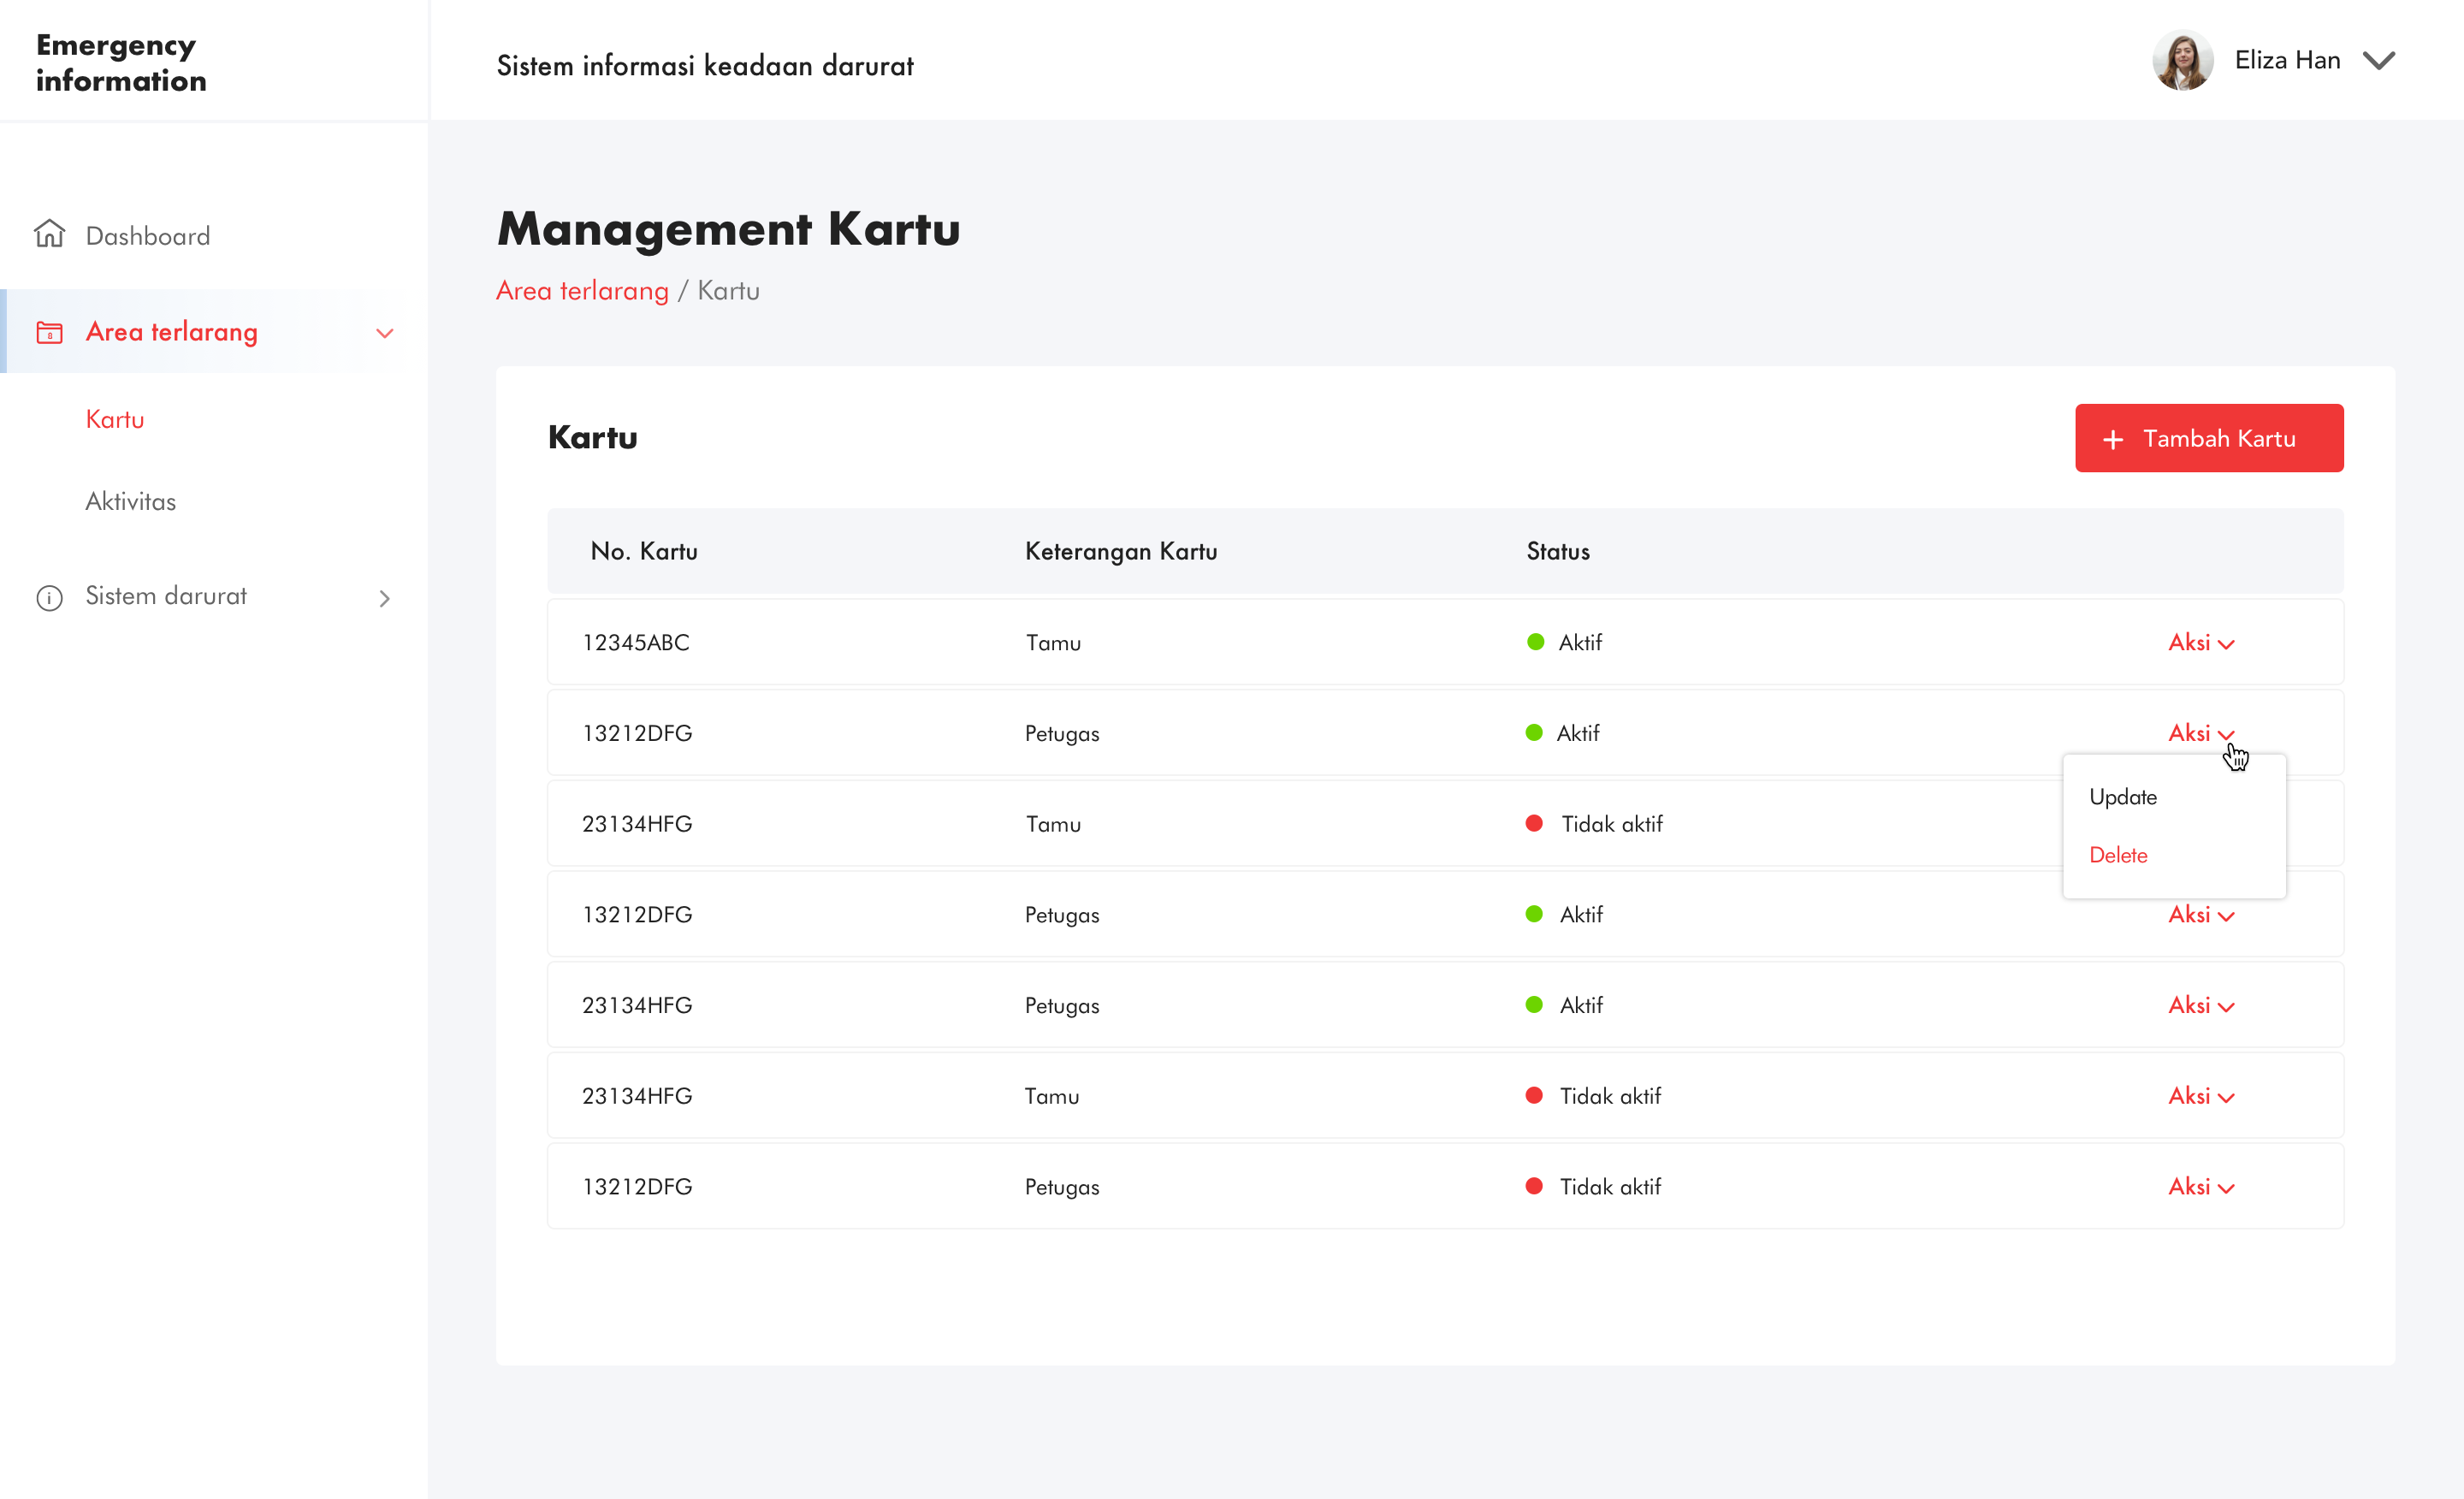 Emergency
information
Sistem informasi keadaan darurat
Eliza Han
Dashboard
Area terlarang
Kartu
Aktivitas
Sistem darurat
Management Kartu
Area terlarang / Kartu
Kartu
+ Tambah Kartu
No. Kartu Keterangan Kartu Status
12345ABC Tamu Aktif Aksi
13212DFG Petugas Aktif Aksi
Update
23134HFG Tamu Tidak aktif
Delete
13212DFG Petugas Aktif Aksi
23134HFG Petugas Aktif Aksi
23134HFG Tamu Tidak aktif Aksi
13212DFG Petugas Tidak aktif Aksi